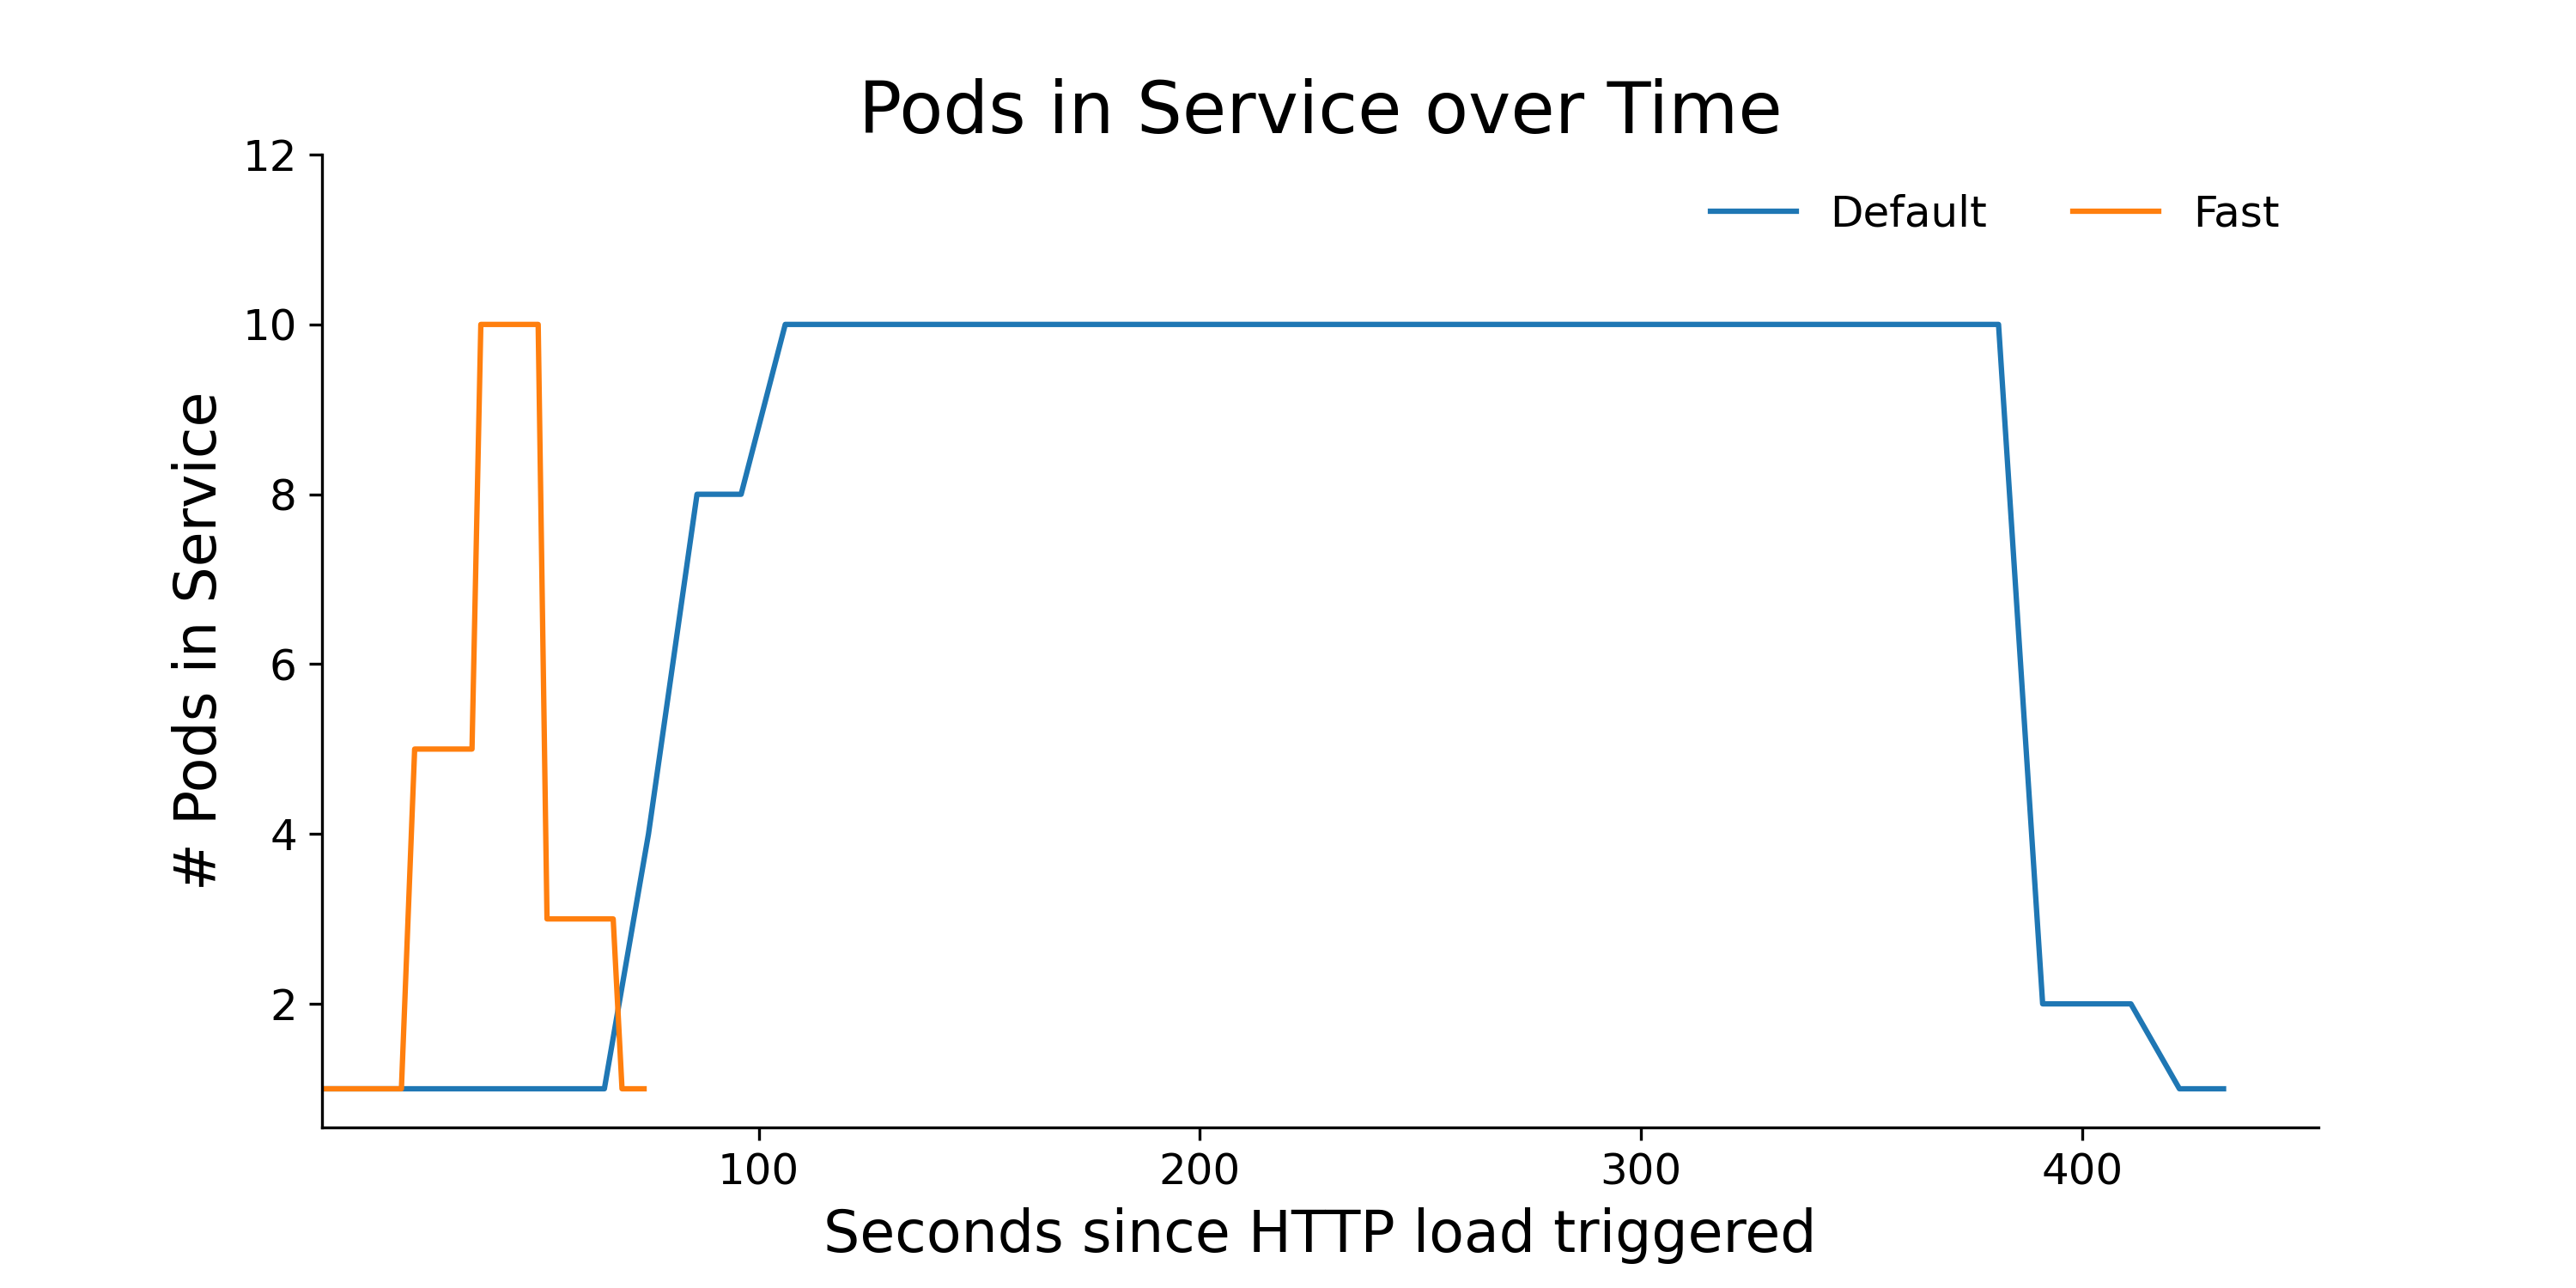 Pods in Service over Time
12
Default Fast
10
8
6
4
2
# Pods in Service
100 200 300 400
Seconds since HTTP load triggered